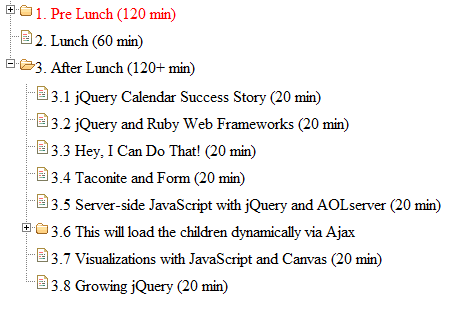 1. Pre Lunch (120 min)
2. Lunch (60 min)
3. After Lunch (120+ min)
3.1 jQuery Calendar Success Story (20 min)
3.2 jQuery and Ruby Web Frameworks (20 min)
3.3 Hey, I Can Do That! (20 min)
3.4 Taconite and Form (20 min)
3.5 Server-side JavaScript with jQuery and AOLserver (20 min)
3.6 This will load the children dynamically via Ajax
3.7 Visualizations with JavaScript and Canvas (20 min)
3.8 Growing jQuery (20 min)